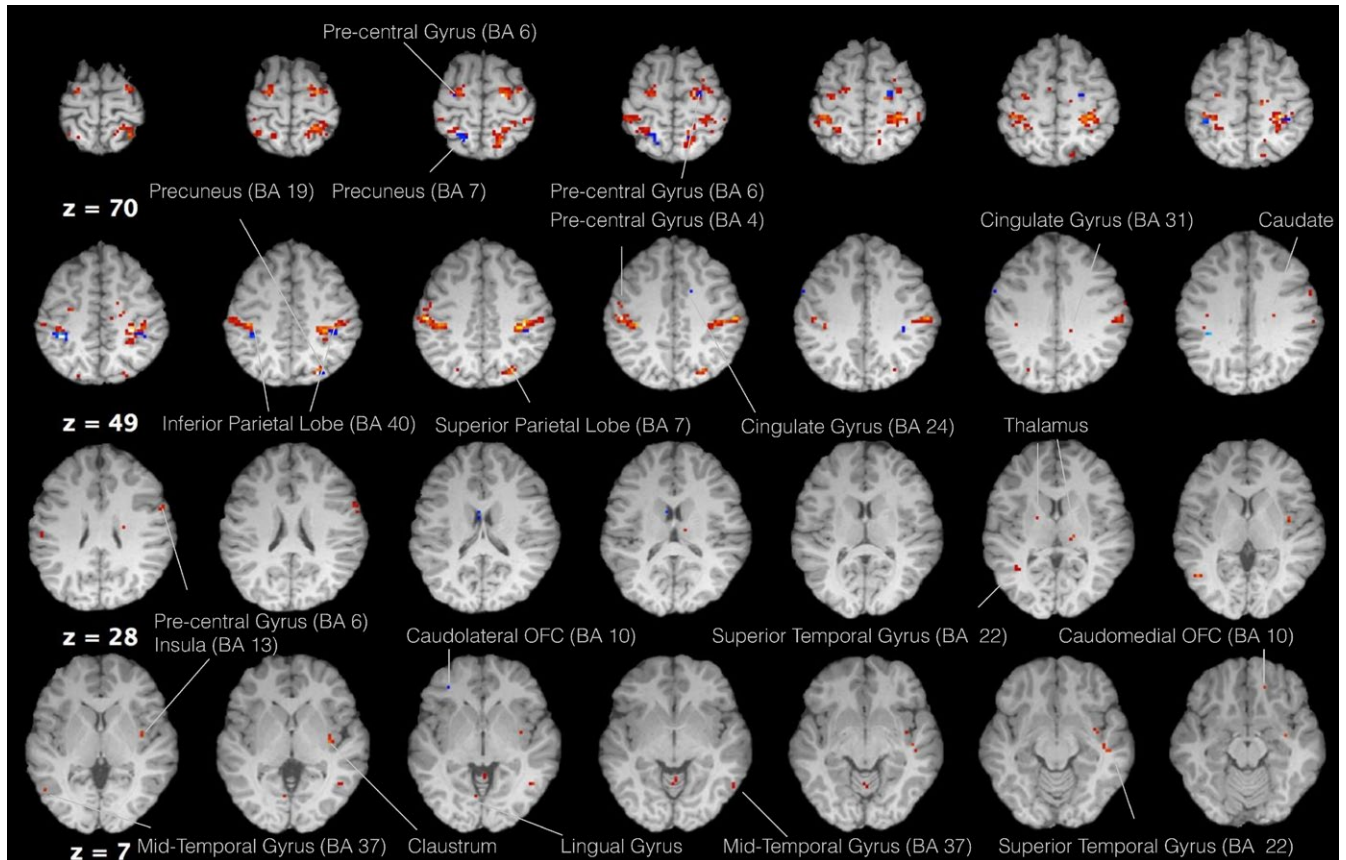 Pre-central Gyrus (BA 6)
Precuneus (BA 19)
Precuneus (BA 7)
Pre-central Gyrus (BA 6)
z = 70
Pre-central Gyrus (BA 4)
Cingulate Gyrus (BA 31)
Caudate
z = 49
Inferior Parietal Lobe (BA 40)
Superior Parietal Lobe (BA 7)
Cingulate Gyrus (BA 24)
Thalamus
Pre-central Gyrus (BA 6)
Insula (BA 13)
z = 28
Caudolateral OFC (BA 10)
Superior Temporal Gyrus (BA 22)
Caudomedial OFC (BA 10)
z = 7
Mid-Temporal Gyrus (BA 37)
Claustrum
Lingual Gyrus
Mid-Temporal Gyrus (BA 37)
Superior Temporal Gyrus (BA 22)